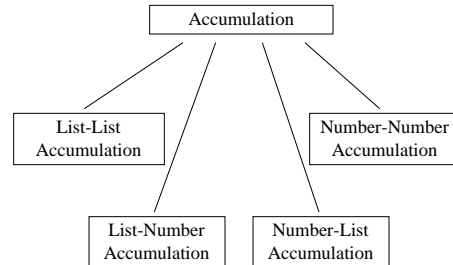 Accumulation
List-List
Accumulation
Number-Number
Accumulation
List-Number
Accumulation
Number-List
Accumulation